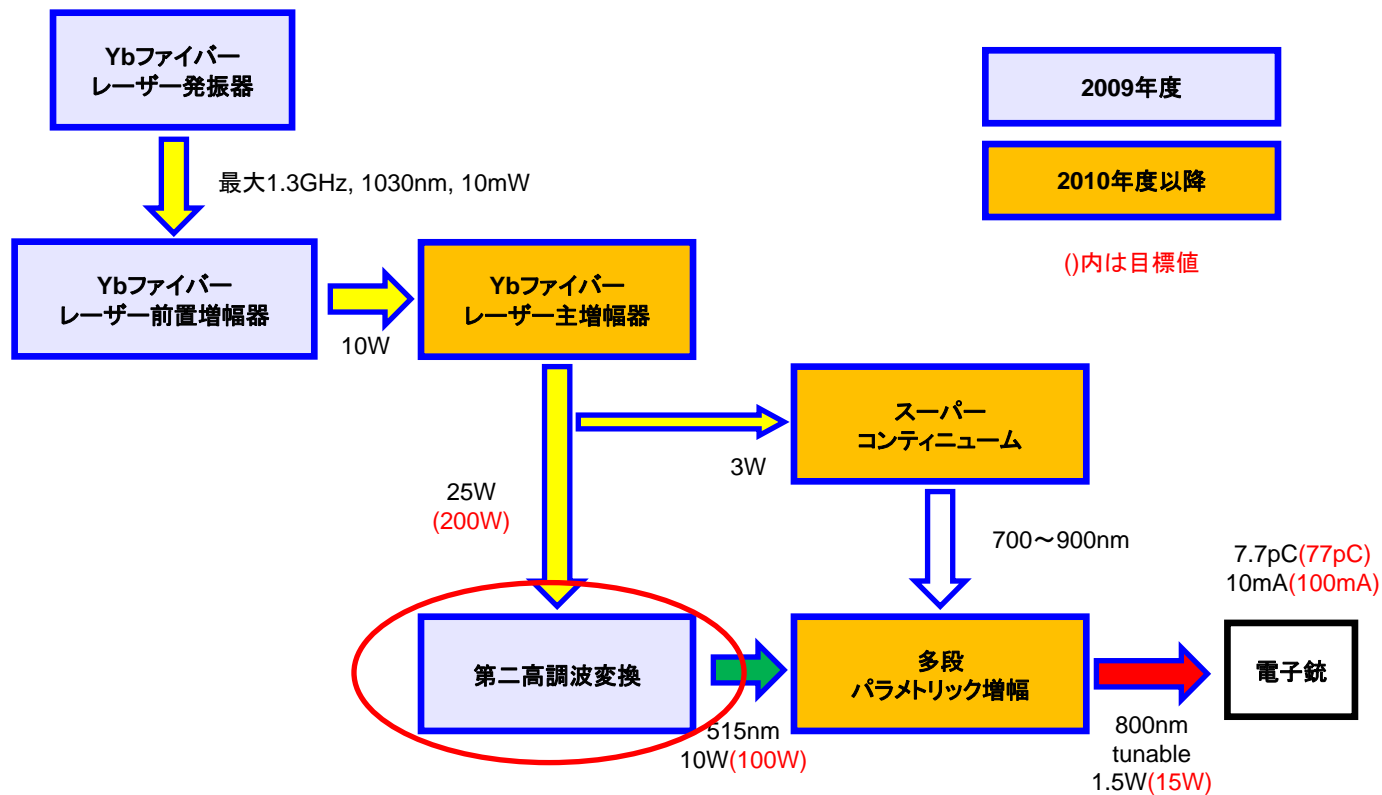 Ybファイバー
レーザー発振器
2009年度
最大1.3GHz, 1030nm, 10mW
2010年度以降
()内は目標値
Ybファイバー
レーザー前置増幅器
10W
Ybファイバー
レーザー主増幅器
スーパー
コンティニューム
3W
25W
(200W)
700～900nm
7.7pC(77pC)
10mA(100mA)
第二高調波変換
515nm
10W(100W)
多段
パラメトリック増幅
800nm
tunable
1.5W(15W)
電子銃